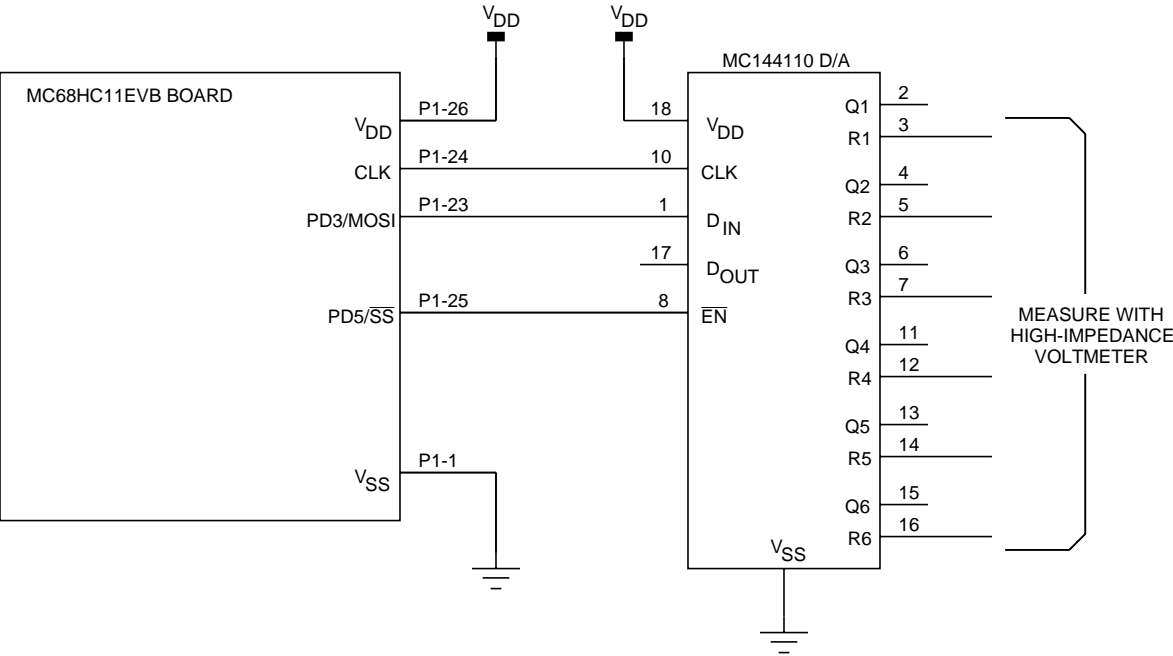 VDD
VDD
MC144110 D/A
MC68HC11EVB BOARD
VDD
P1-26
18
VDD
CLK
P1-24
10
CLK
PD3/MOSI
P1-23
1
DIN
17
DOUT
PD5/SS
P1-25
8
EN
VSS
P1-1
VSS
Q1
2
R1
3
Q2
4
R2
5
Q3
6
R3
7
Q4
11
R4
12
Q5
13
R5
14
Q6
15
R6
16
MEASURE WITH
HIGH-IMPEDANCE
VOLTMETER